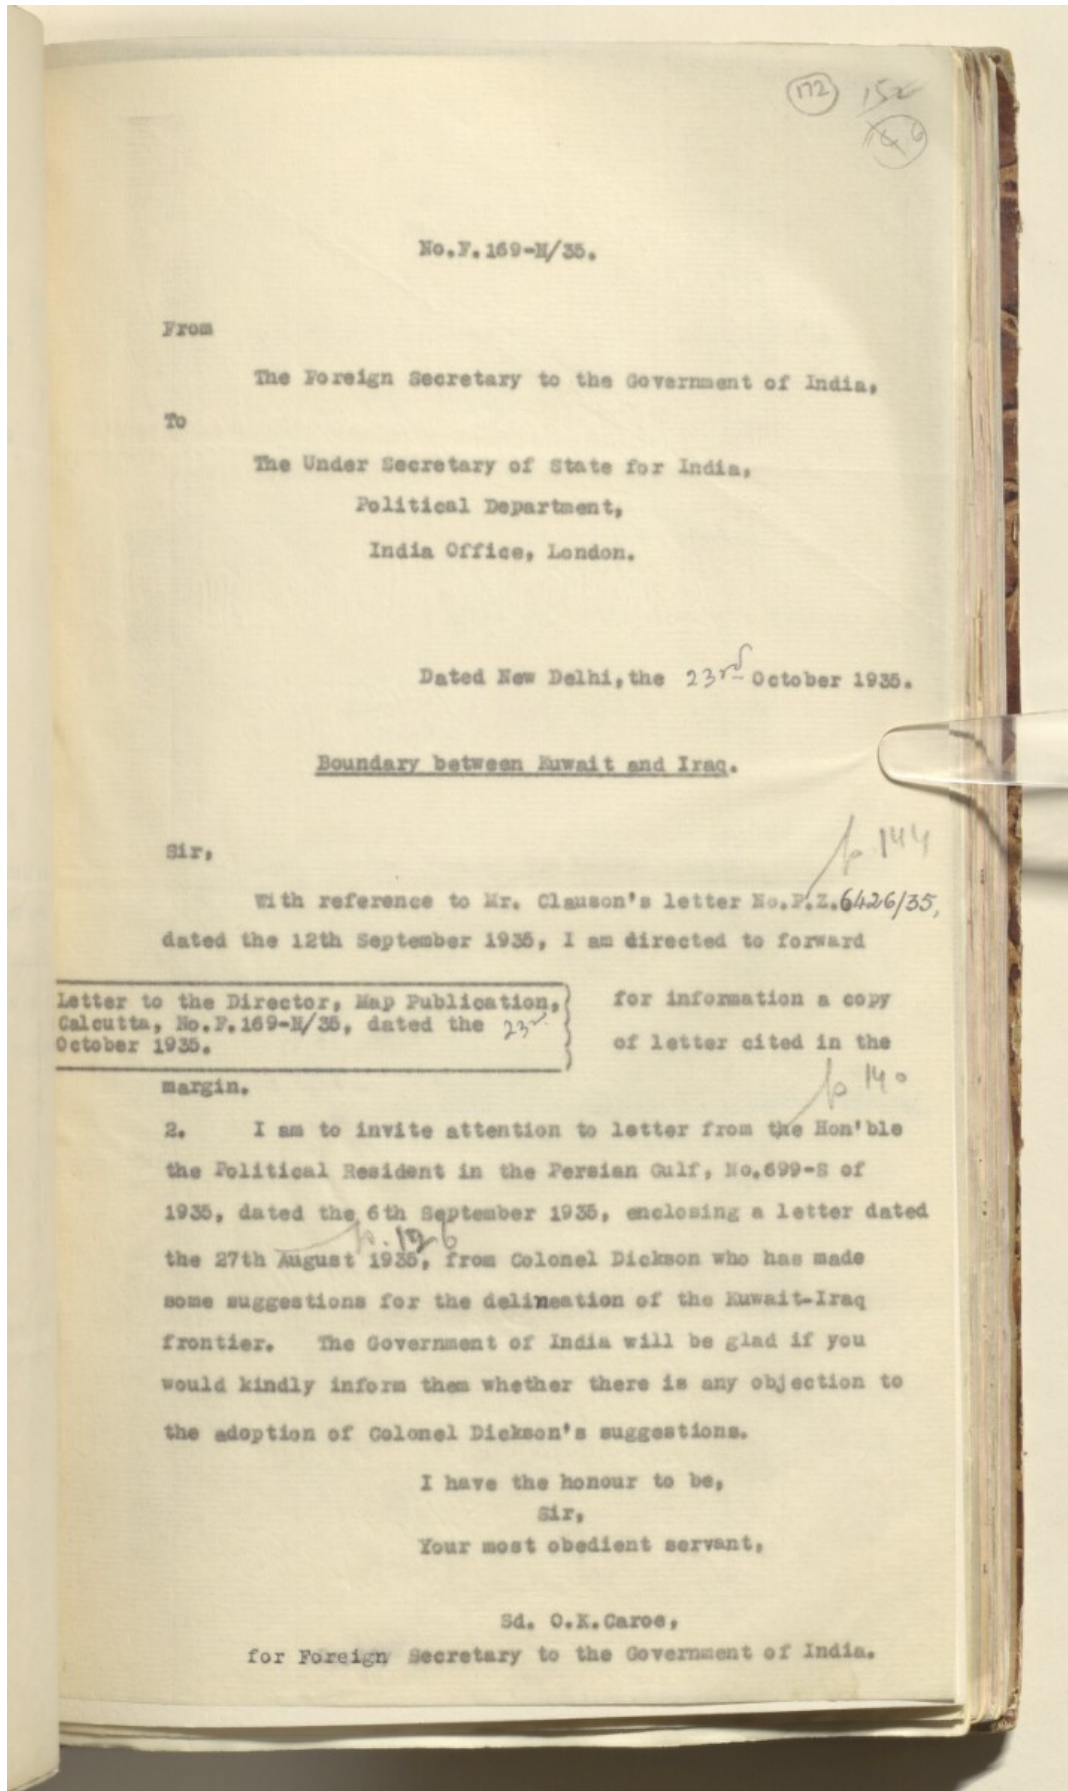 172
152
No.F.169-N/35.
From
The Foreign Secretary to the Government of India,
To
The Under Secretary of State for India,
Political Department,
India Office, London.
Dated New Delhi, the 23rd October 1935.
Boundary between Kuwait and Iraq.
p. 144
Sir,
With reference to Mr. Clauson's letter No.P.Z.6426/35,
dated the 12th September 1935, I am directed to forward
Letter to the Director, Map Publication,
Calcutta, No.F.169-N/35, dated the 23rd
October 1935.
for information a copy
of letter cited in the
margin.
p 140
2. I am to invite attention to letter from the Hon'ble
the Political Resident in the Persian Gulf, No.699-S of
1935, dated the 6th September 1935, enclosing a letter dated
p. 126
the 27th August 1935, from Colonel Dickson who has made
some suggestions for the delineation of the Kuwait-Iraq
frontier. The Government of India will be glad if you
would kindly inform them whether there is any objection to
the adoption of Colonel Dickson's suggestions.
I have the honour to be,
Sir,
Your most obedient servant,
Sd. O.K.Caroe,
for Foreign Secretary to the Government of India.